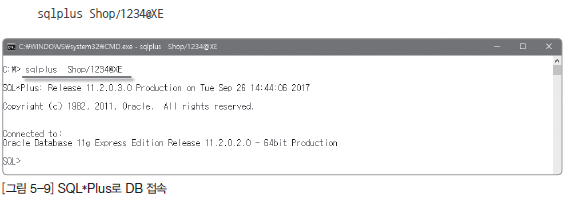 sqlplus Shop/1234@XE
C:₩WINDOWS₩system32₩CMD.exe - sqlplus Shop/1234@XE
C:₩> sqlplus Shop/1234@XE
SQL*Plus: Release 11.2.0.3.0 Production on Tue Sep 26 14:44:06 2017
Copyright (c) 1982, 2011, Oracle. All rights reserved.
Connected to:
Oracle Database 11g Express Edition Release 11.2.0.2.0 - 64bit Production
SQL>
[그림 5-9] SQL*Plus로 DB 접속